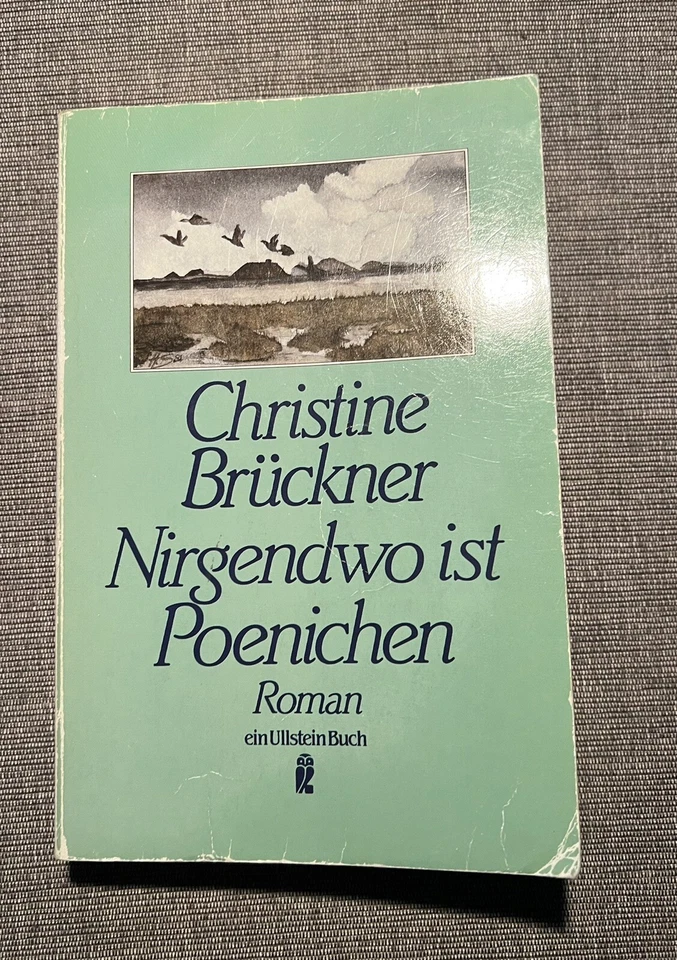 Christine
Brückner
Nirgendwo ist
Poenichen
Roman
ein Ullstein Buch